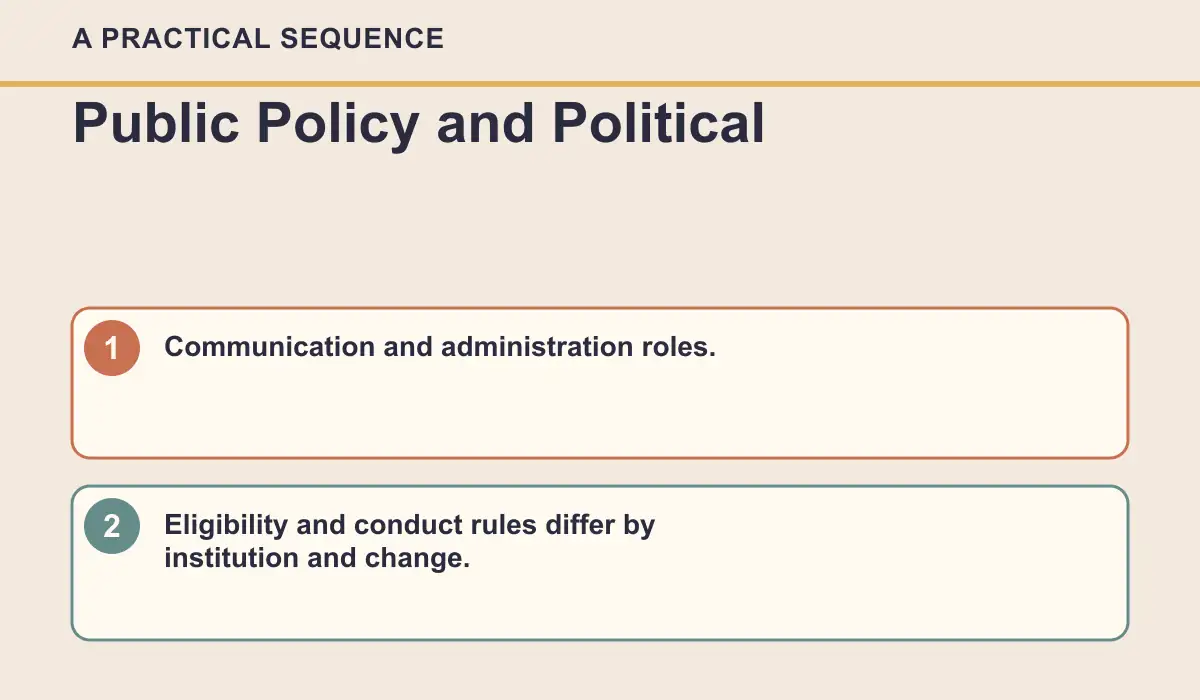 A PRACTICAL SEQUENCE
Public Policy and Political
1
Communication and administration roles.
2
Eligibility and conduct rules differ by
institution and change.